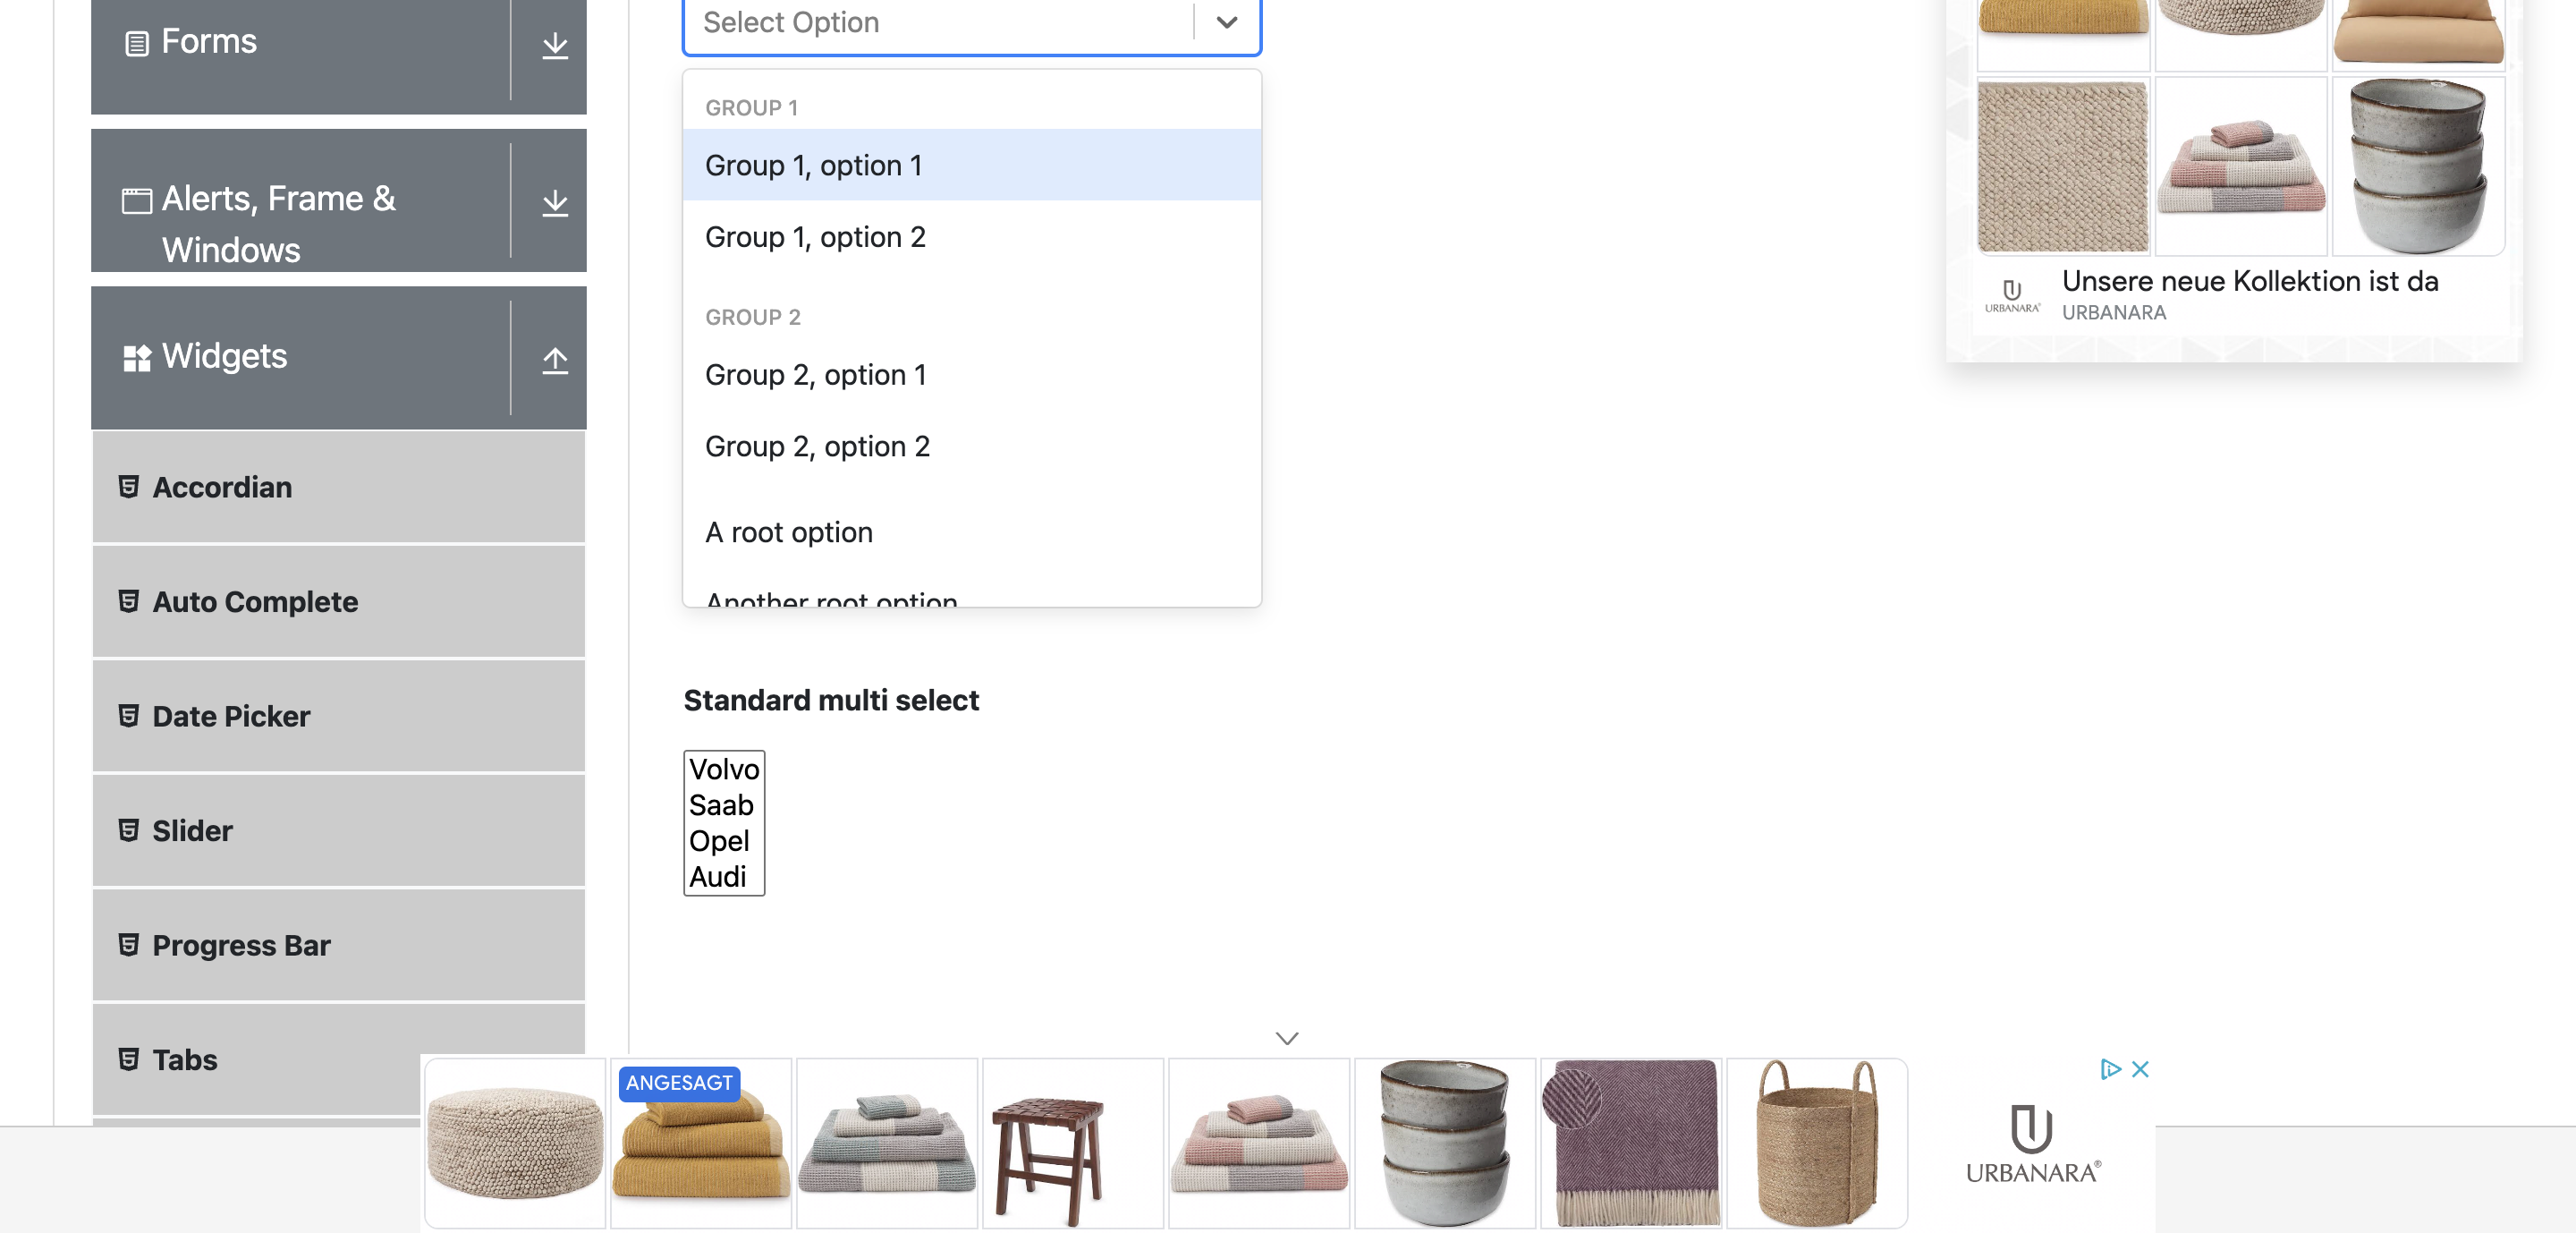 Forms
Alerts, Frame &
Windows
Widgets
Accordian
Auto Complete
Date Picker
Slider
Progress Bar
Tabs
Select Option
GROUP 1
Group 1, option 1
Group 1, option 2
GROUP 2
Group 2, option 1
Group 2, option 2
A root option
Another root option
Standard multi select
Volvo
Saab
Opel
Audi
Unsere neue Kollektion ist da
URBANARA
URBANARA®
ANGESAGT
URBANARA®